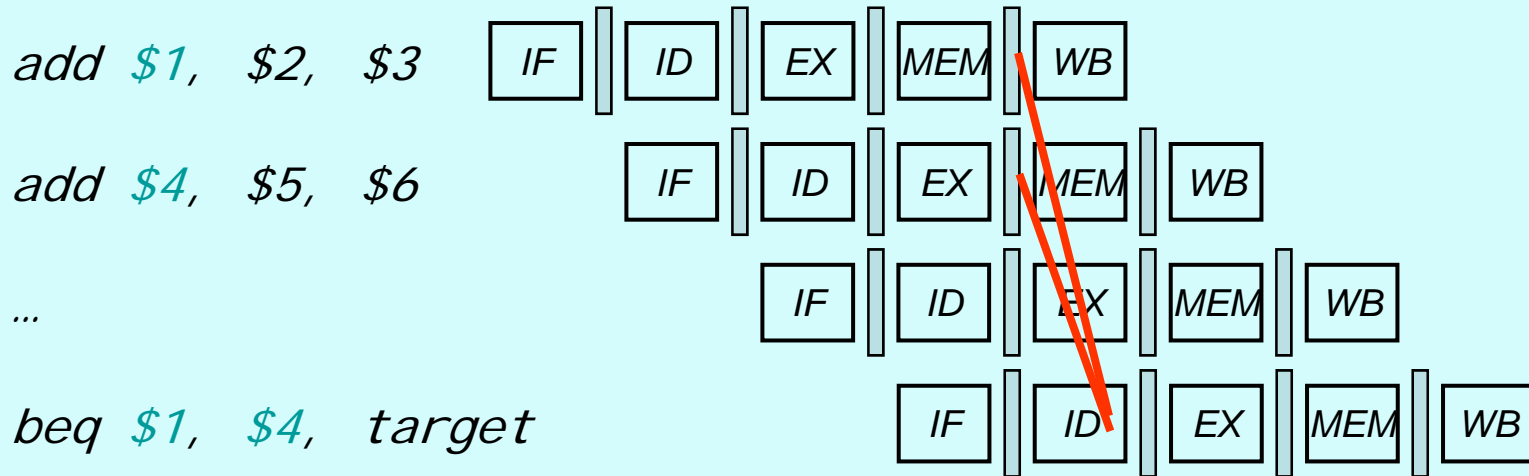 add $1, $2, $3 IF ID EX MEM WB
add $4, $5, $6 IF ID EX MEM WB
... IF ID EX MEM WB
beq $1, $4, target IF ID EX MEM WB